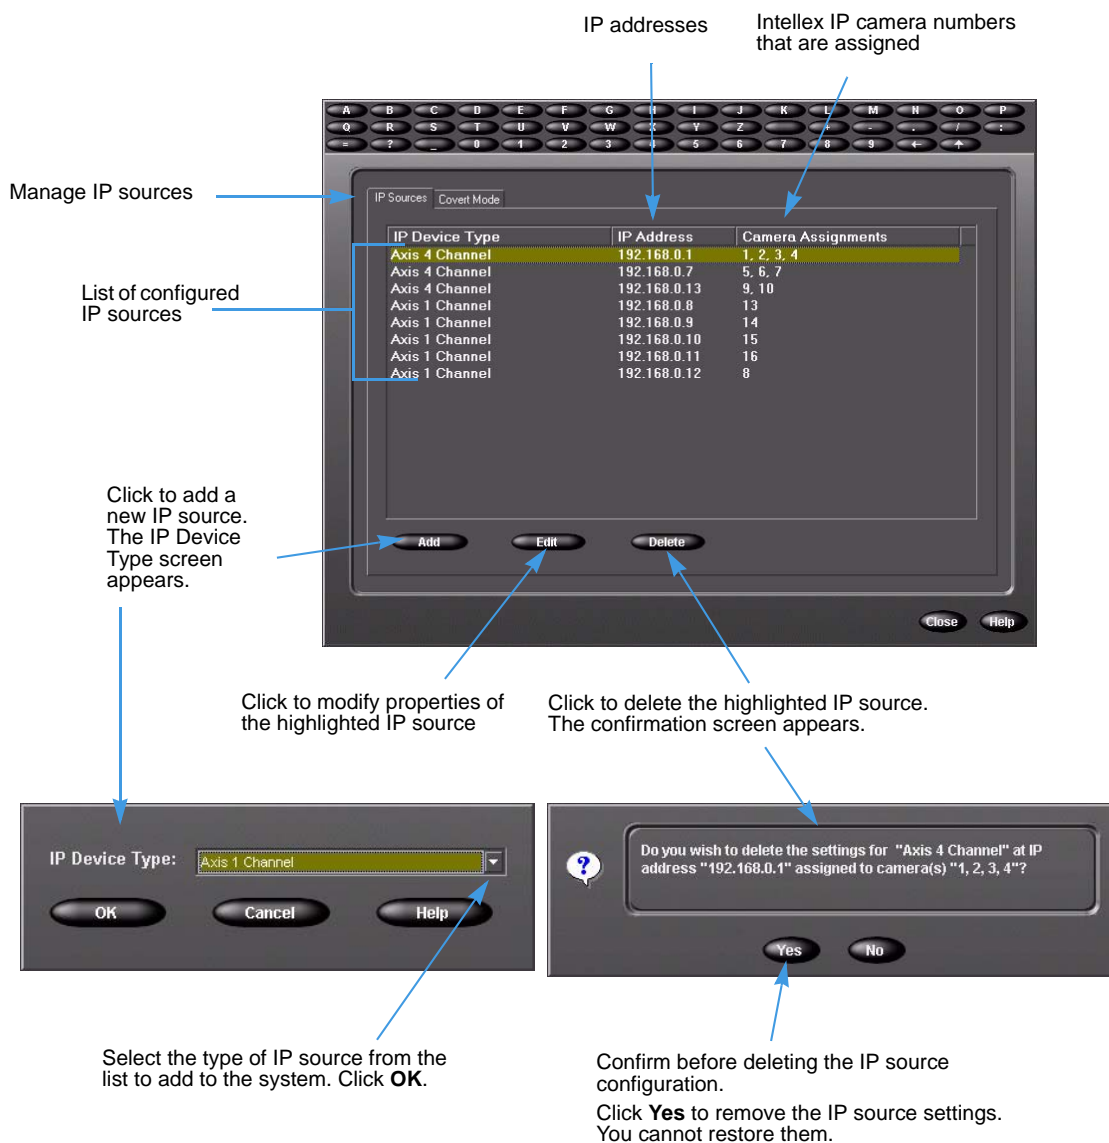 IP addresses
Intellex IP camera numbers
that are assigned
A B C D E F G H I J K L M N O P
Q R S T U V W X Y Z + - . / :
= ? _ 0 1 2 3 4 5 6 7 8 9 ← ↑
Manage IP sources
IP Sources Covert Mode
IP Device Type IP Address Camera Assignments
Axis 4 Channel 192.168.0.1 1, 2, 3, 4
Axis 4 Channel 192.168.0.7 5, 6, 7
Axis 4 Channel 192.168.0.13 9, 10
Axis 1 Channel 192.168.0.8 13
Axis 1 Channel 192.168.0.9 14
Axis 1 Channel 192.168.0.10 15
Axis 1 Channel 192.168.0.11 16
Axis 1 Channel 192.168.0.12 8
List of configured
IP sources
Click to add a
new IP source.
The IP Device
Type screen
appears.
Add Edit Delete
Close Help
Click to modify properties of
the highlighted IP source
Click to delete the highlighted IP source.
The confirmation screen appears.
IP Device Type: Axis 1 Channel
OK Cancel Help
?
Do you wish to delete the settings for "Axis 4 Channel" at IP
address "192.168.0.1" assigned to camera(s) "1, 2, 3, 4"?
Yes No
Select the type of IP source from the
list to add to the system. Click OK.
Confirm before deleting the IP source
configuration.
Click Yes to remove the IP source settings.
You cannot restore them.